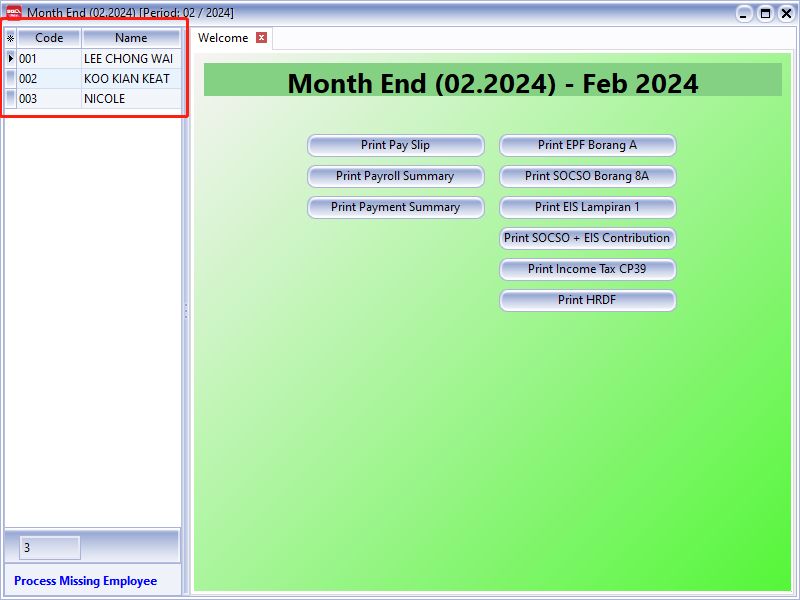 Month End (02.2024) [Period: 02 / 2024]
Code Name
001 LEE CHONG WAI
002 KOO KIAN KEAT
003 NICOLE
3
Process Missing Employee
Welcome
Month End (02.2024) - Feb 2024
Print Pay Slip
Print Payroll Summary
Print Payment Summary
Print EPF Borang A
Print SOCSO Borang 8A
Print EIS Lampiran 1
Print SOCSO + EIS Contribution
Print Income Tax CP39
Print HRDF